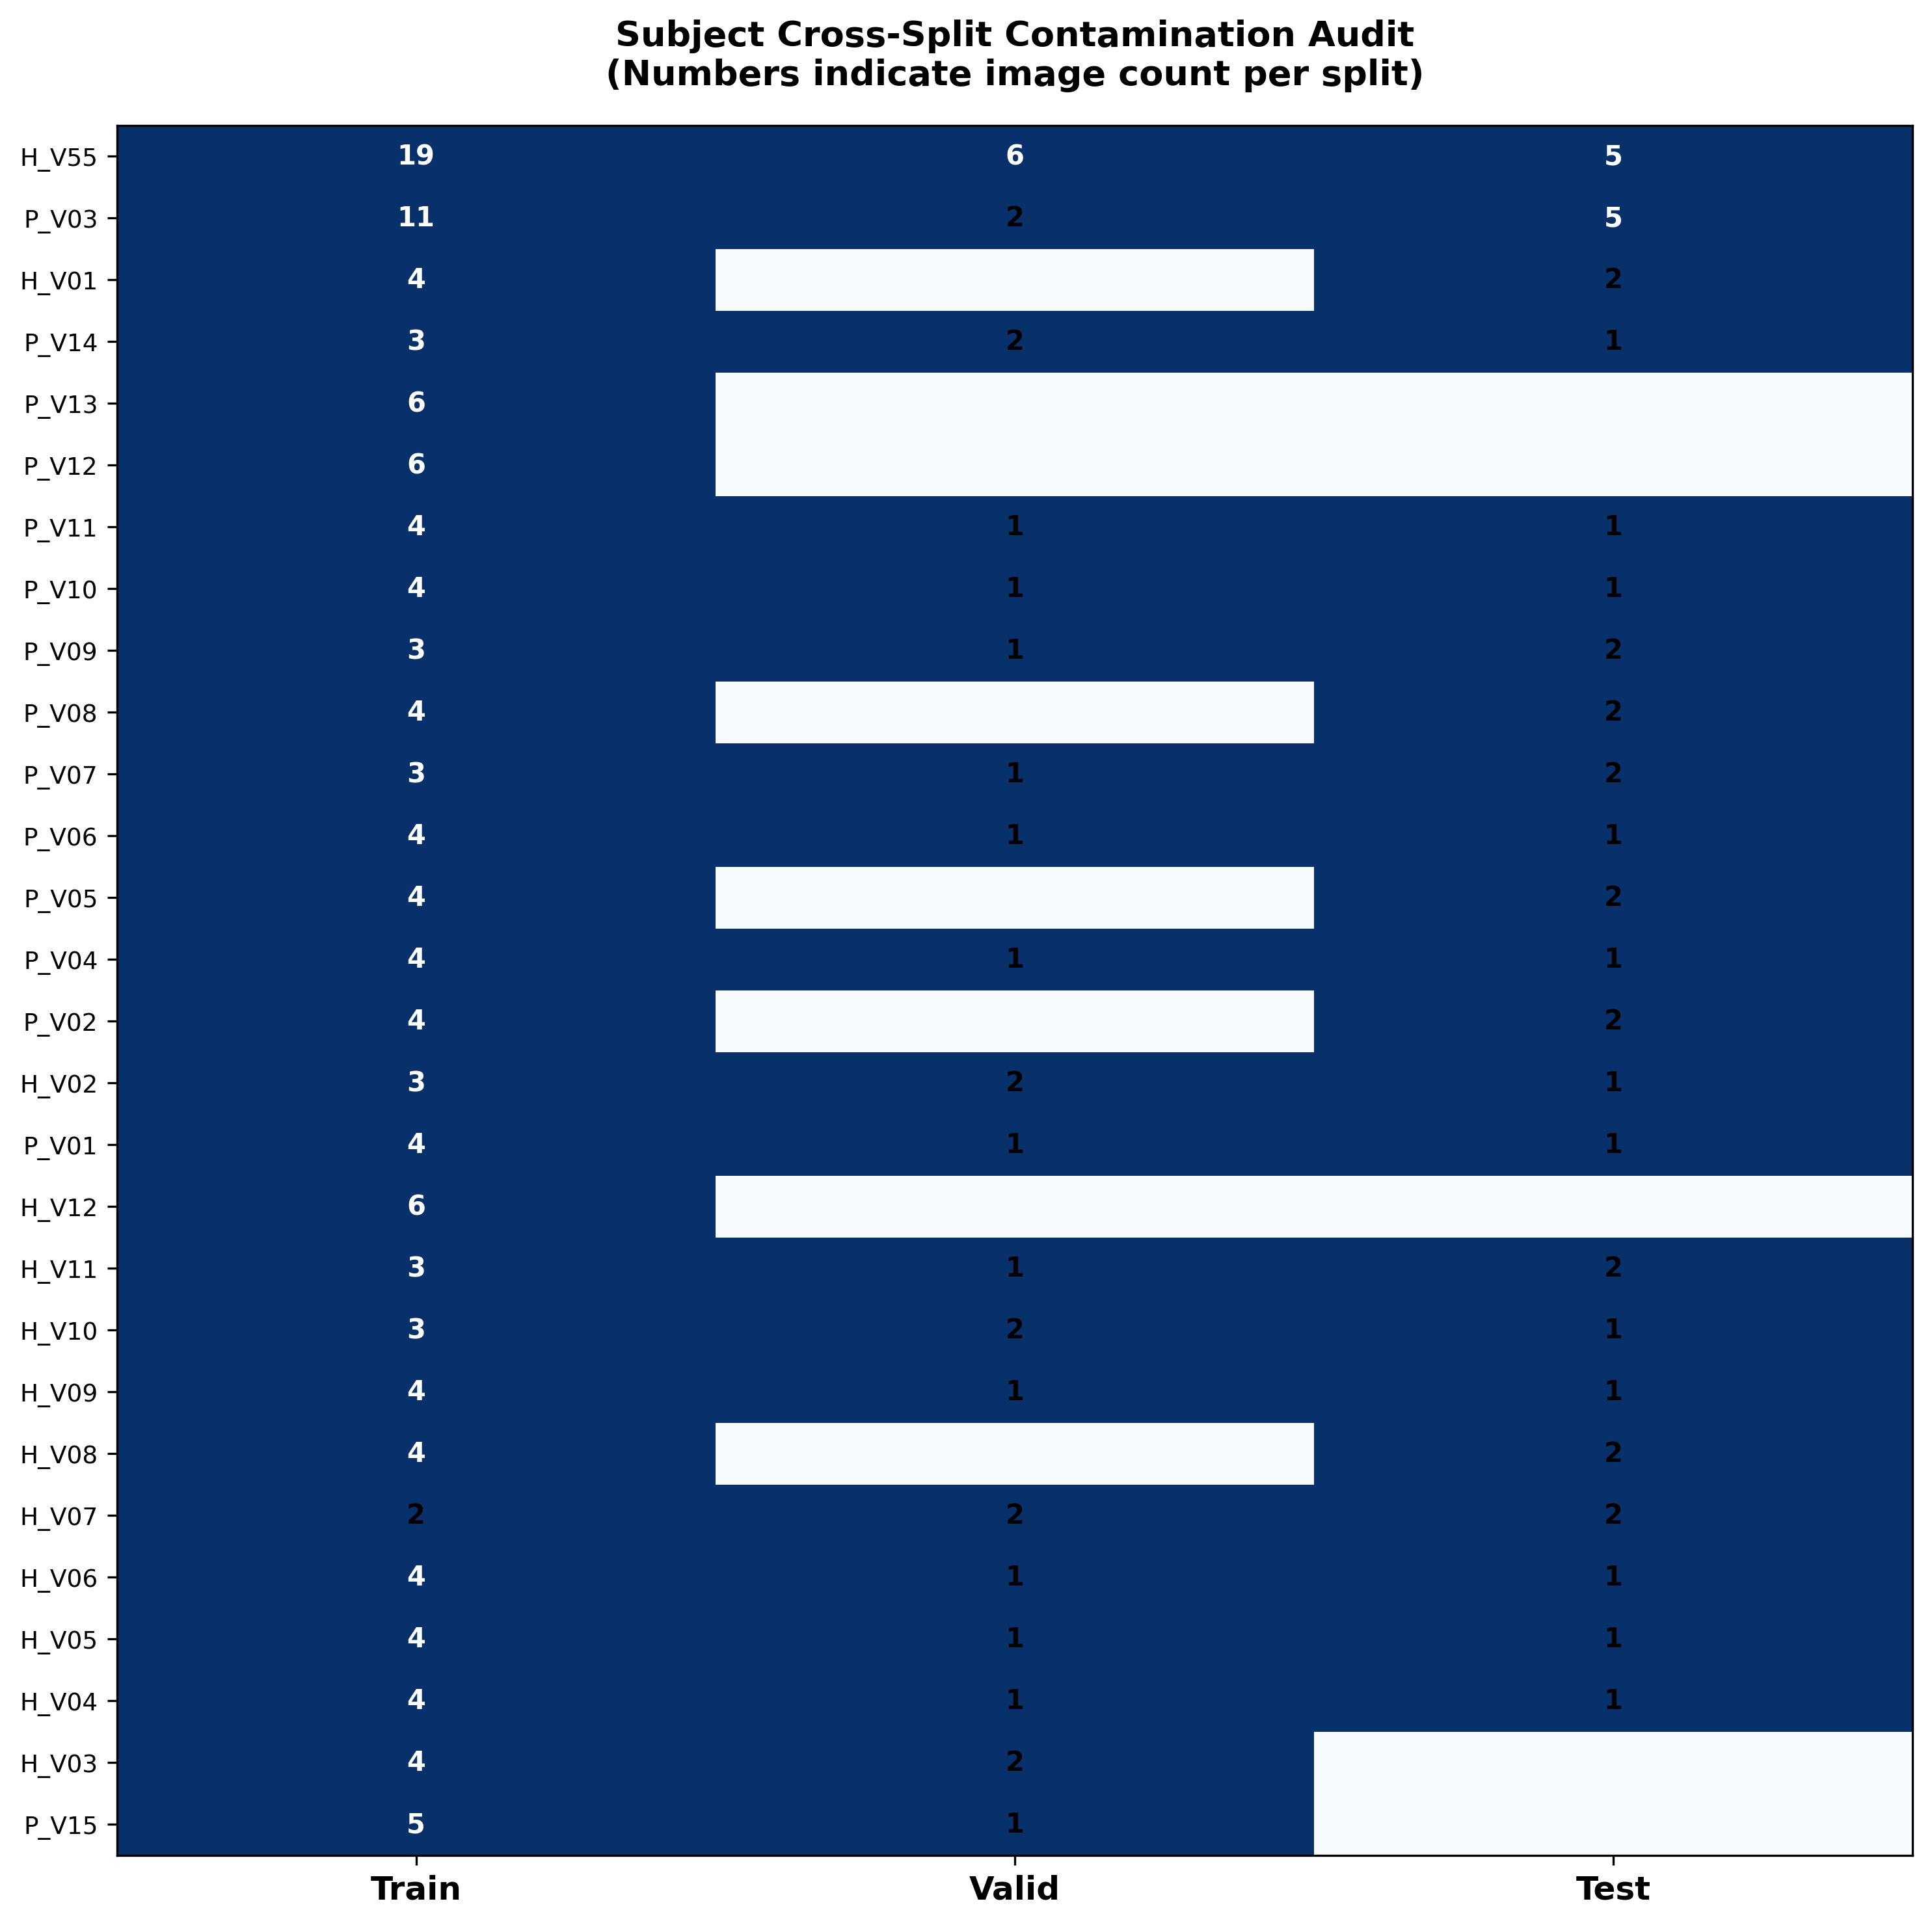 Subject Cross-Split Contamination Audit
(Numbers indicate image count per split)
H_V55 19 6 5
P_V03 11 2 5
H_V01 4 2
P_V14 3 2 1
P_V13 6
P_V12 6
P_V11 4 1 1
P_V10 4 1 1
P_V09 3 1 2
P_V08 4 2
P_V07 3 1 2
P_V06 4 1 1
P_V05 4 2
P_V04 4 1 1
P_V02 4 2
H_V02 3 2 1
P_V01 4 1 1
H_V12 6
H_V11 3 1 2
H_V10 3 2 1
H_V09 4 1 1
H_V08 4 2
H_V07 2 2 2
H_V06 4 1 1
H_V05 4 1 1
H_V04 4 1 1
H_V03 4 2
P_V15 5 1
Train Valid Test